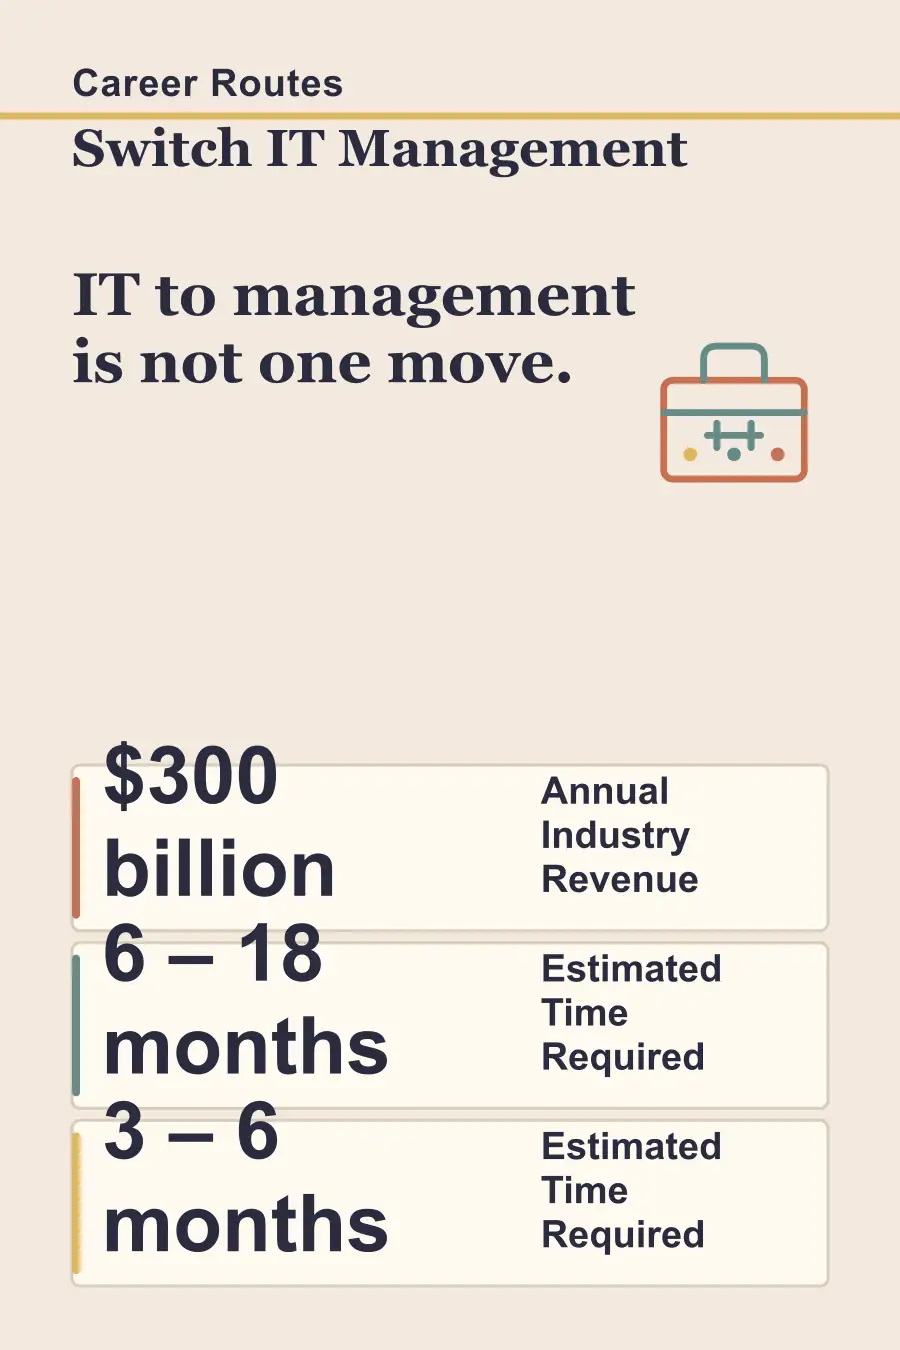 Career Routes
Switch IT Management
IT to management
is not one move.
$300
billion
Annual
Industry
Revenue
6 – 18
months
Estimated
Time
Required
3 – 6
months
Estimated
Time
Required